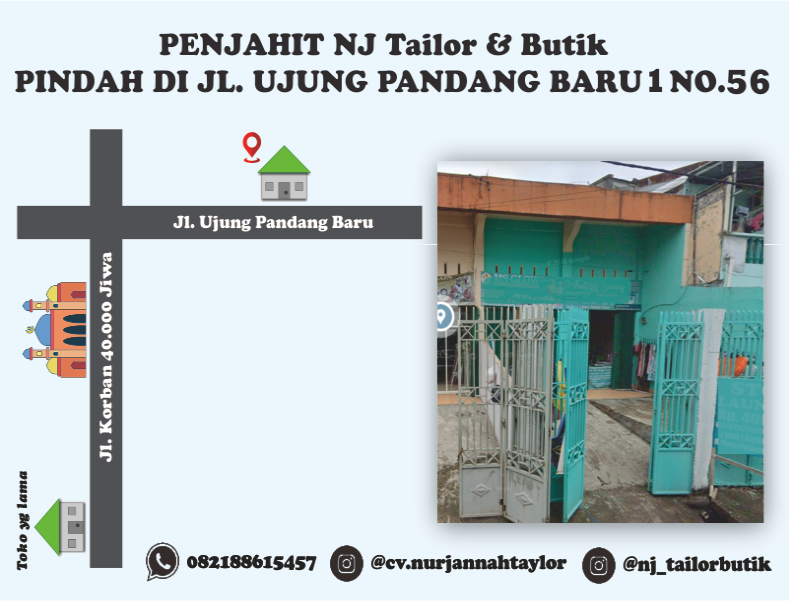 PENJAHIT NJ Tailor & Butik
PINDAH DI JL. UJUNG PANDANG BARU 1 NO.56
Jl. Ujung Pandang Baru
Jl. Korban 40.000 Jiwa
Toko yg lama
082188615457
@cv.nurjannahtaylor
@nj_tailorbutik